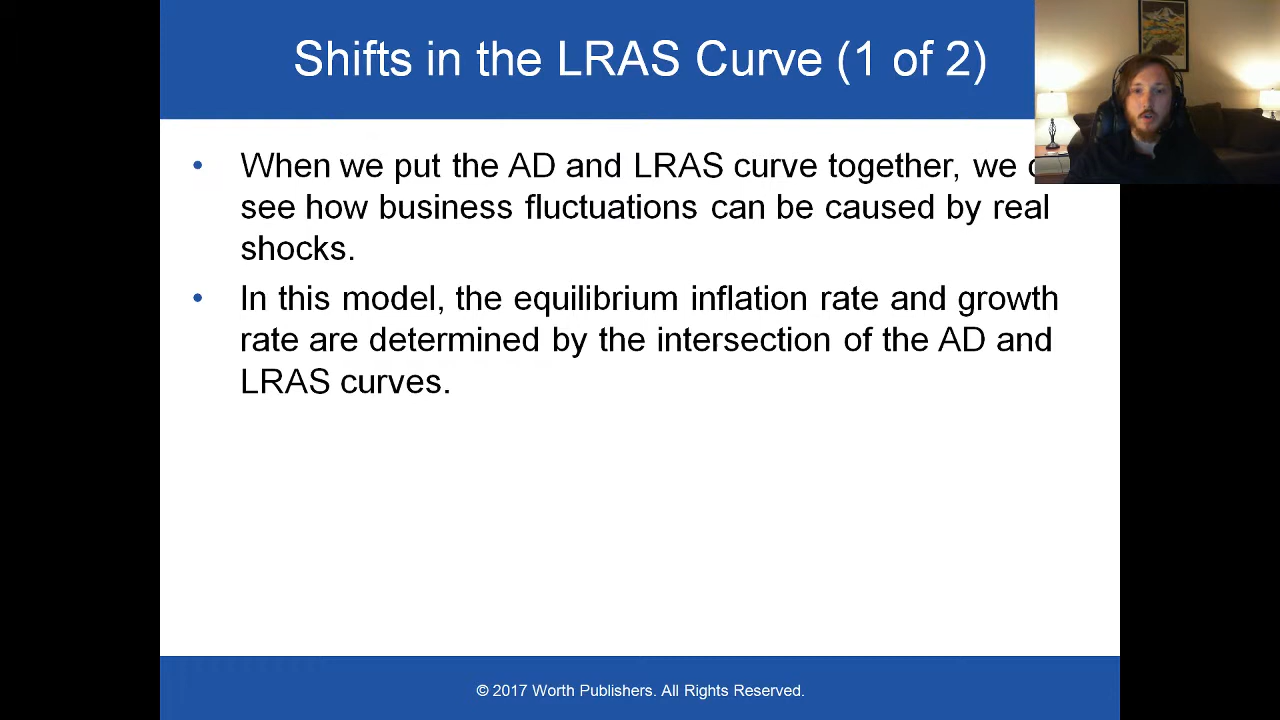 Shifts in the LRAS Curve (1 of 2)
• When we put the AD and LRAS curve together, we
see how business fluctuations can be caused by real
shocks.
• In this model, the equilibrium inflation rate and growth
rate are determined by the intersection of the AD and
LRAS curves.
© 2017 Worth Publishers. All Rights Reserved.